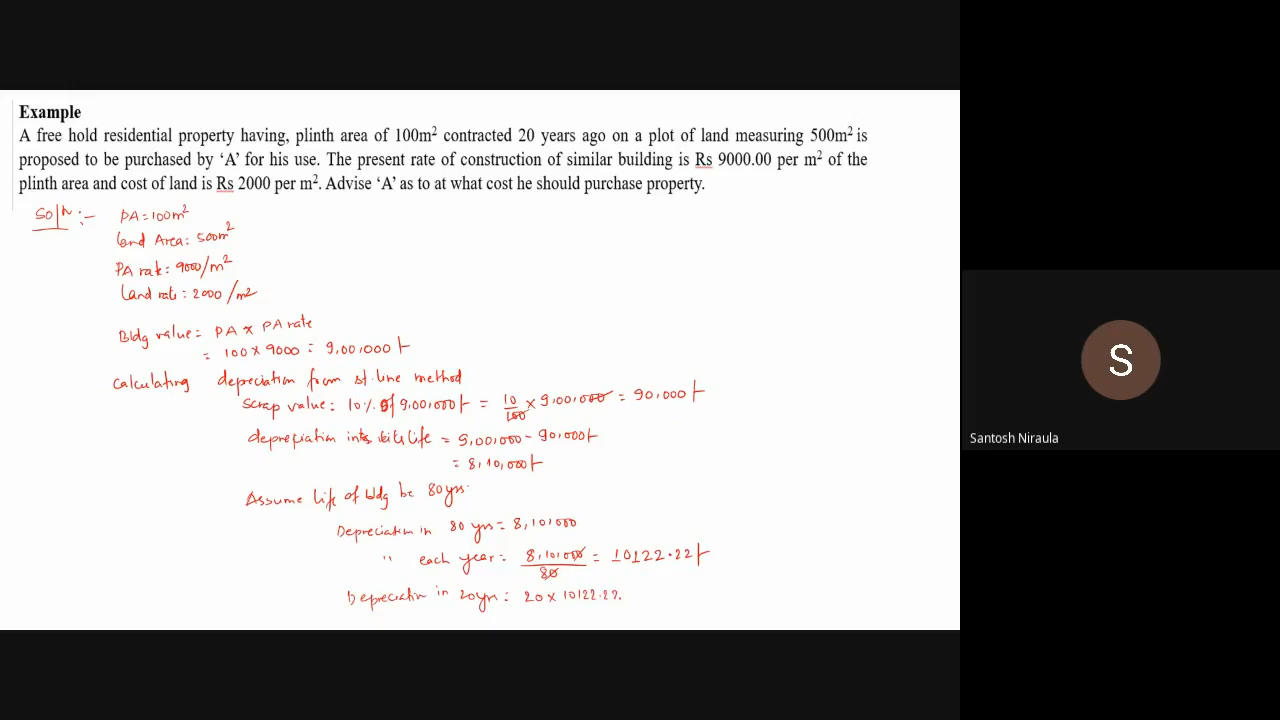 Example
A free hold residential property having, plinth area of 100m² contracted 20 years ago on a plot of land measuring 500m² is
proposed to be purchased by ‘A’ for his use. The present rate of construction of similar building is Rs 9000.00 per m² of the
plinth area and cost of land is Rs 2000 per m². Advise ‘A’ as to at what cost he should purchase property.
Soln :- PA = 100m²
Land Area: 500m²
PA rate: 9000/m²
Land rate: 2000/m²
Bldg value = PA x PA rate
= 100 x 9000 = 9,00,000/-
Calculating depreciation from st. line method
Scrap value: 10% of 9,00,000/- = 10/100 x 9,00,000 = 90,000/-
depreciation life = 9,00,000 - 90,000/-
= 8,10,000/-
Assume life of bldg be 80 yrs.
Depreciation in 80 yrs = 8,10,000
" each year = 8,10,000/80 = 10122.22/-
Depreciation in 20yrs = 20 x 10122.22
S
Santosh Niraula